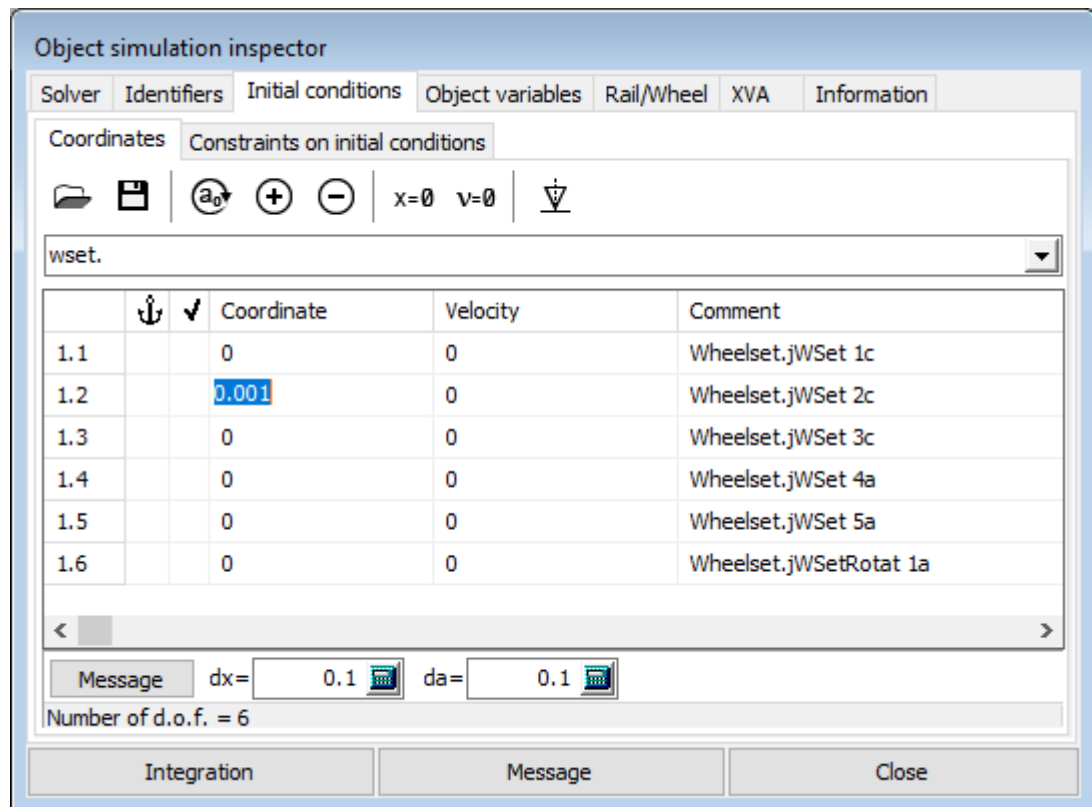 Object simulation inspector
Solver Identifiers Initial conditions Object variables Rail/Wheel XVA Information
Coordinates Constraints on initial conditions
a₀ x=0 v=0
wset.
Coordinate Velocity Comment
1.1 0 0 Wheelset.jWSet 1c
1.2 0.001 0 Wheelset.jWSet 2c
1.3 0 0 Wheelset.jWSet 3c
1.4 0 0 Wheelset.jWSet 4a
1.5 0 0 Wheelset.jWSet 5a
1.6 0 0 Wheelset.jWSetRotat 1a
Message dx= 0.1 da= 0.1
Number of d.o.f. = 6
Integration Message Close